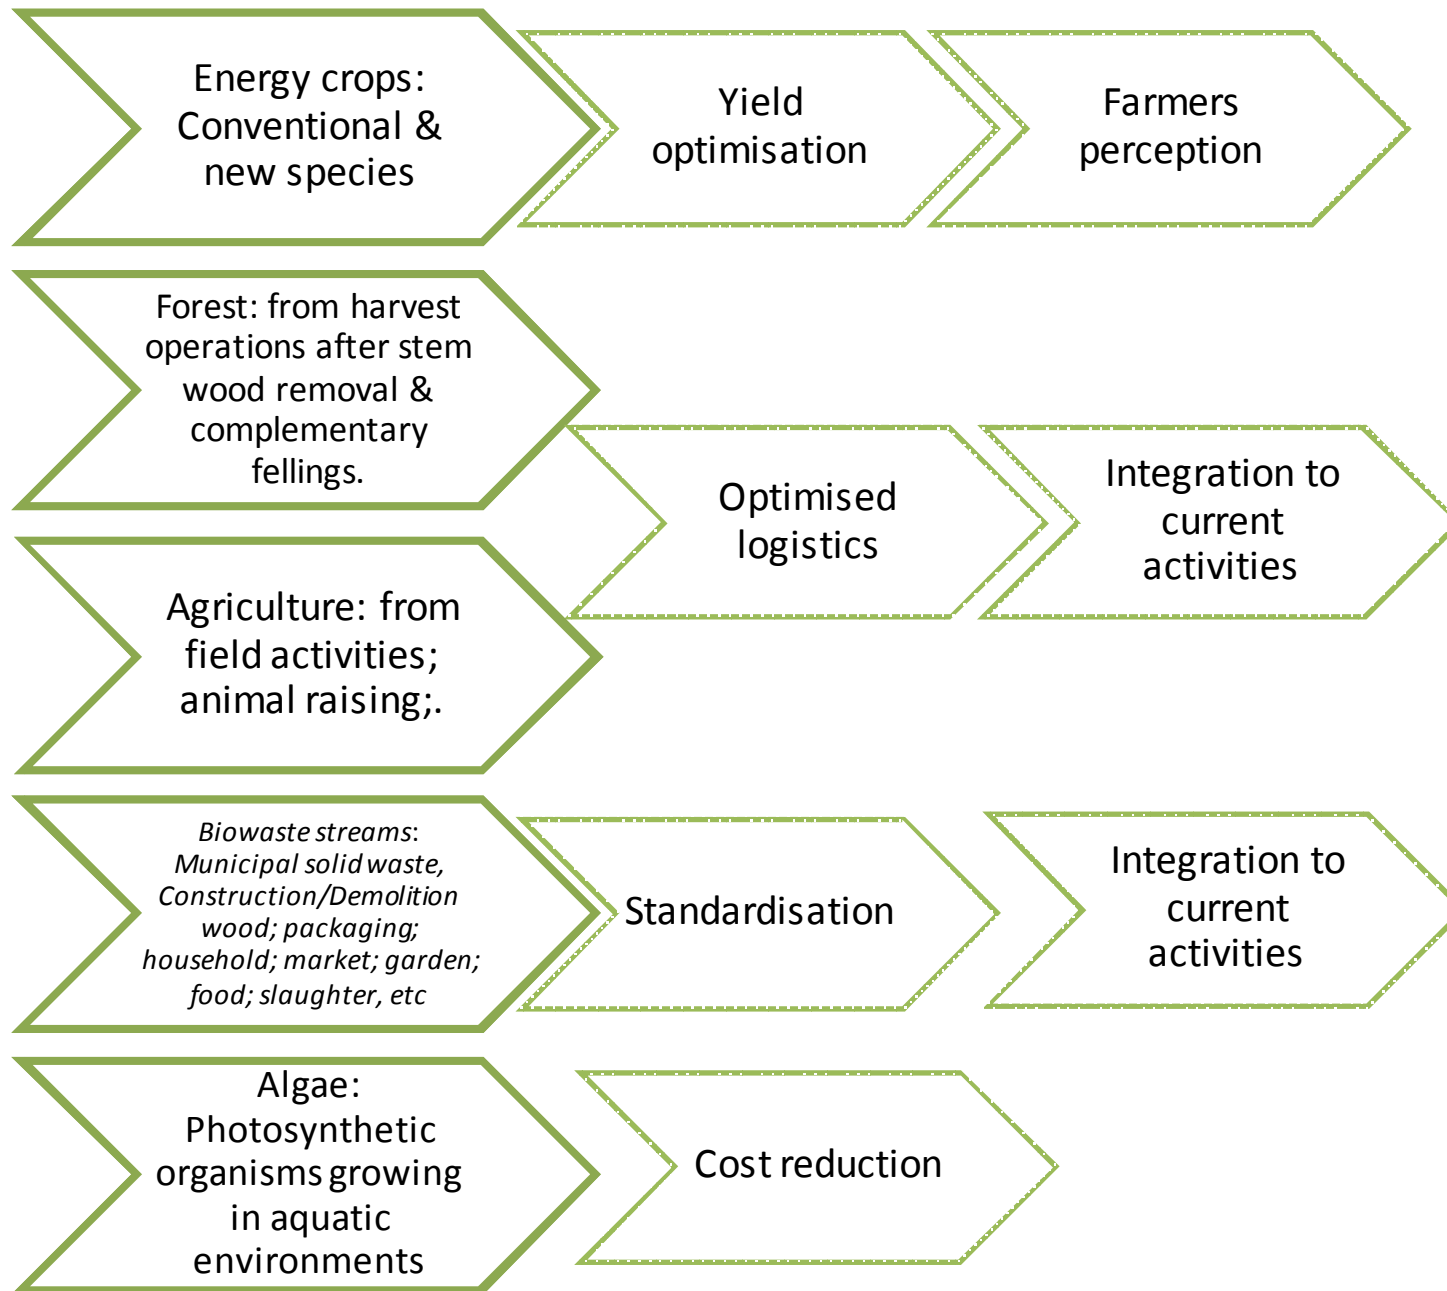 Energy crops:
Conventional &
new species
Yield
optimisation
Farmers
perception
Forest: from harvest
operations after stem
wood removal &
complementary
fellings.
Optimised
logistics
Integration to
current
activities
Agriculture: from
field activities;
animal raising;.
Biowaste streams:
Municipal solid waste,
Construction/Demolition
wood; packaging;
household; market; garden;
food; slaughter, etc
Standardisation
Integration to
current
activities
Algae:
Photosynthetic
organisms growing
in aquatic
environments
Cost reduction